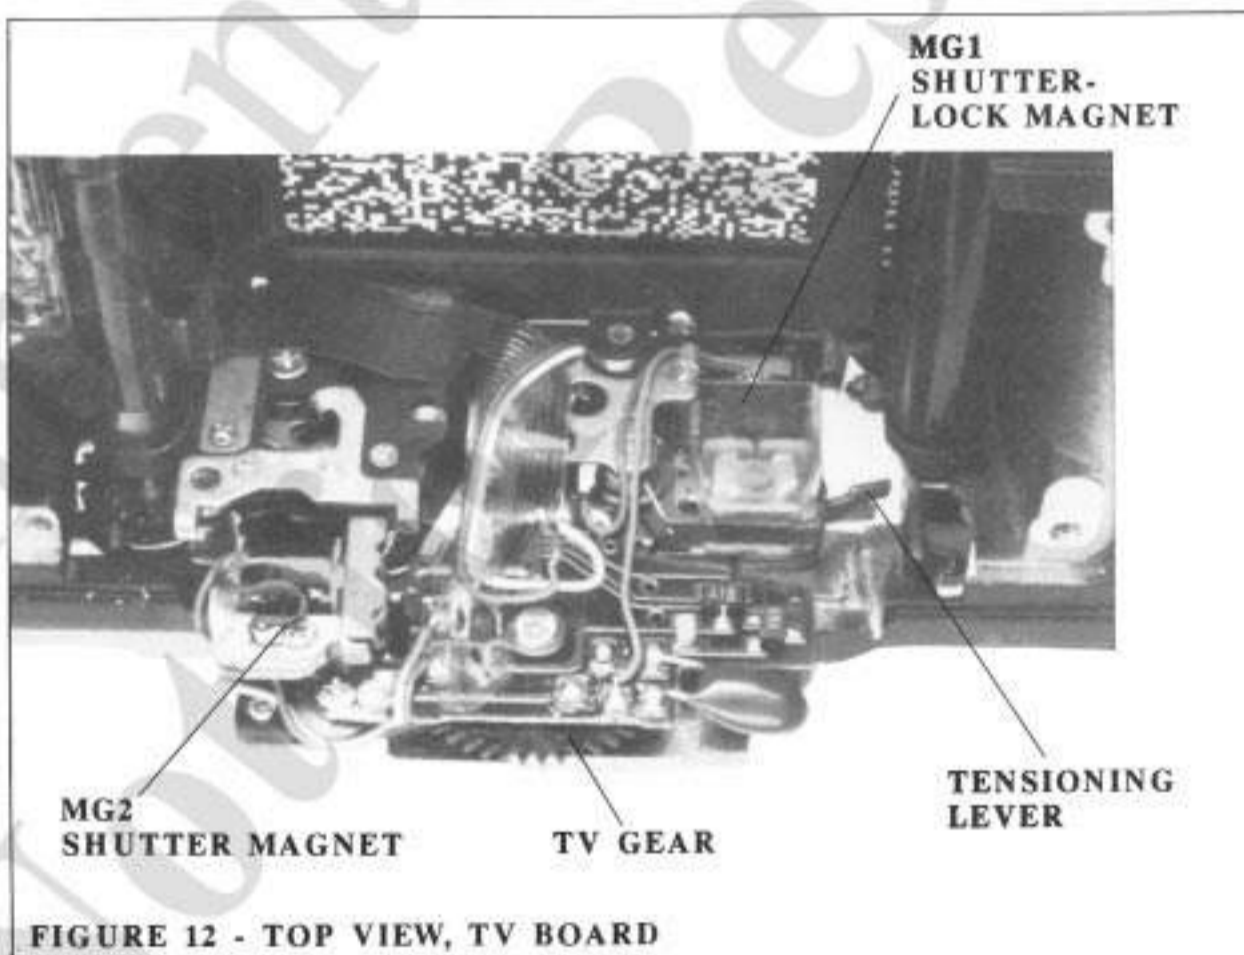 MG1
SHUTTER-
LOCK MAGNET
MG2
SHUTTER MAGNET
TV GEAR
TENSIONING
LEVER
FIGURE 12 - TOP VIEW, TV BOARD